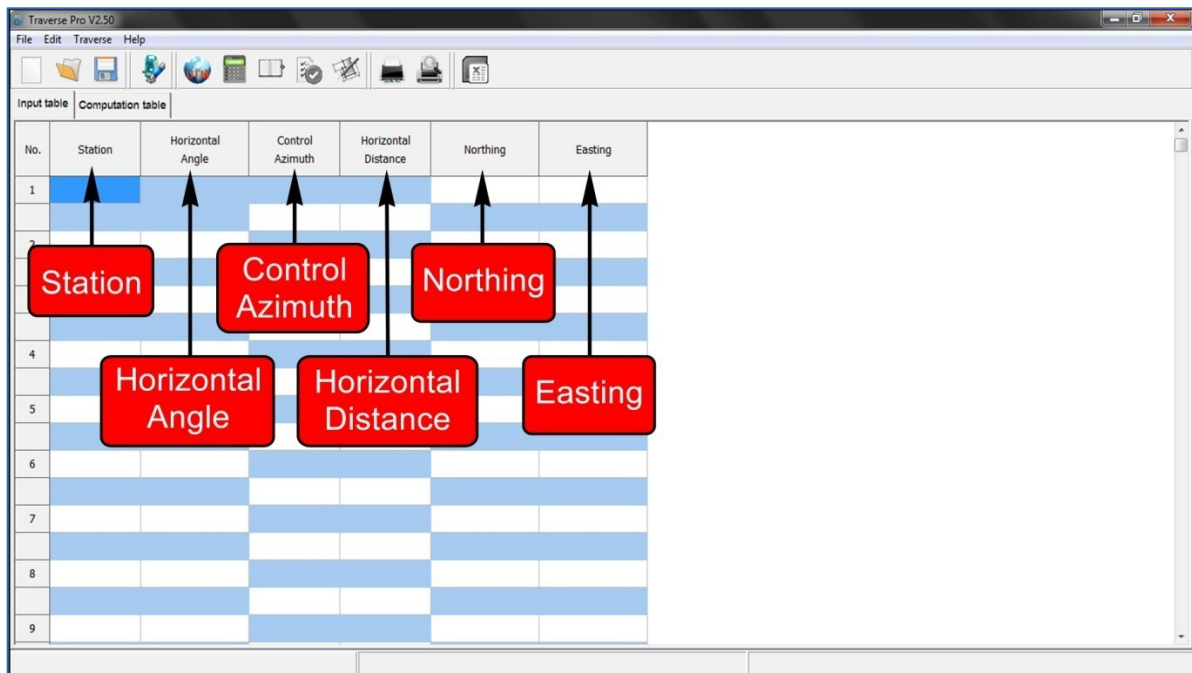 Traverse Pro V2.50
File Edit Traverse Help
Input table Computation table
No. Station Horizontal Angle Control Azimuth Horizontal Distance Northing Easting
1
2
Station
Control
Azimuth
Northing
4
Horizontal
Angle
Horizontal
Distance
Easting
5
6
7
8
9